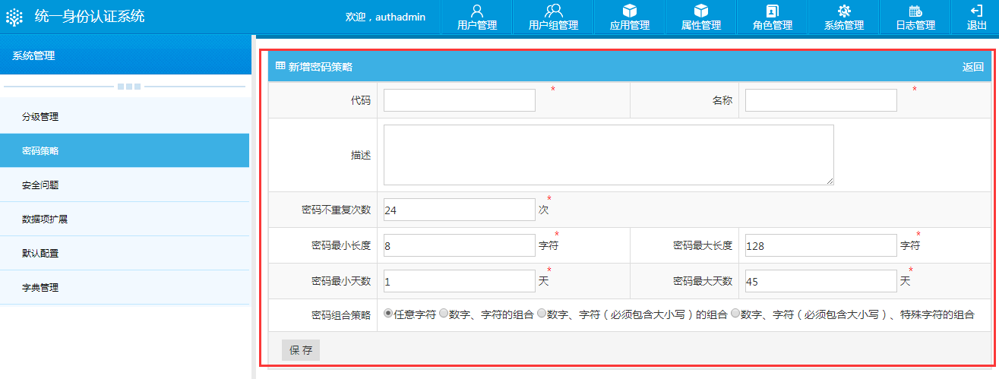 统一身份认证系统
欢迎，authadmin
用户管理
用户组管理
应用管理
属性管理
角色管理
系统管理
日志管理
退出
系统管理
分级管理
密码策略
安全问题
数据项扩展
默认配置
字典管理
新增密码策略 返回
代码 * 名称 *
描述
密码不重复次数 24 次 *
密码最小长度 8 字符 * 密码最大长度 128 字符 *
密码最小天数 1 天 * 密码最大天数 45 天 *
密码组合策略 任意字符 数字、字符的组合 数字、字符（必须包含大小写）的组合 数字、字符（必须包含大小写）、特殊字符的组合
保 存